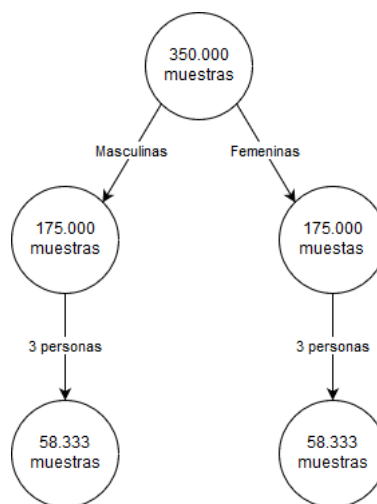 350.000
muestras
Masculinas
Femeninas
175.000
muestras
175.000
muestas
3 personas
3 personas
58.333
muestras
58.333
muestras